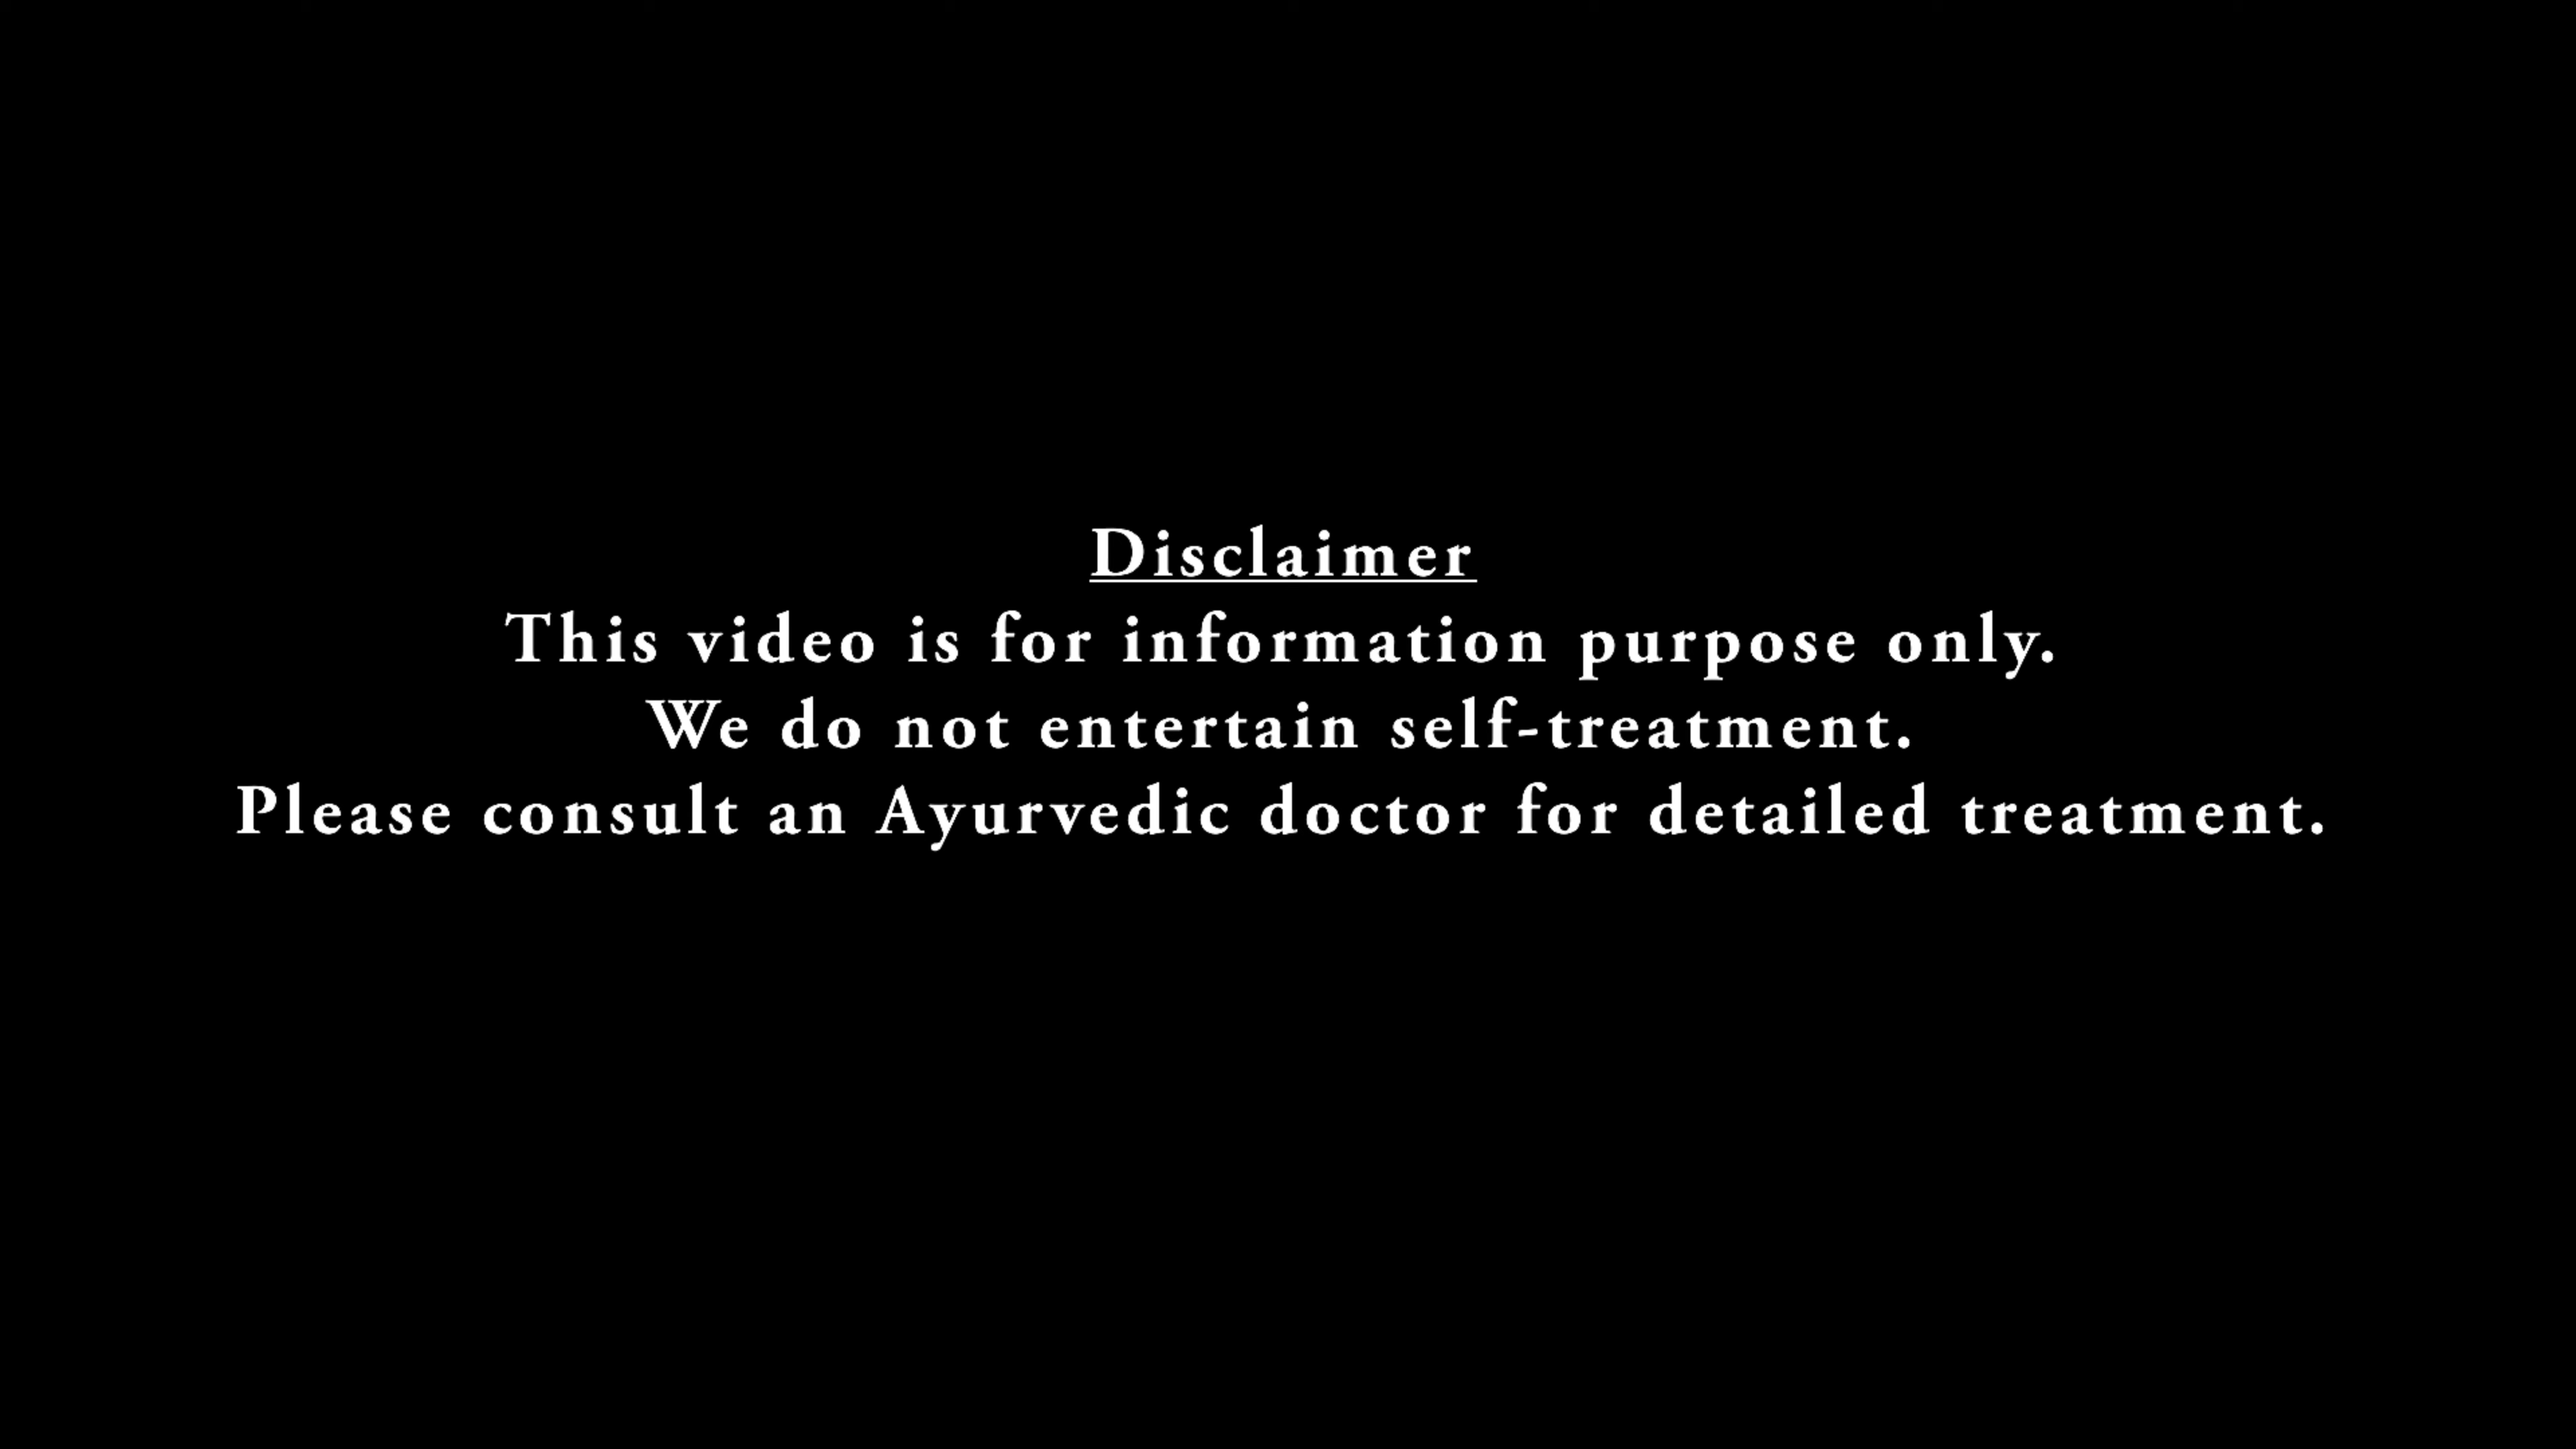 Disclaimer
This video is for information purpose only.
We do not entertain self-treatment.
Please consult an Ayurvedic doctor for detailed treatment.